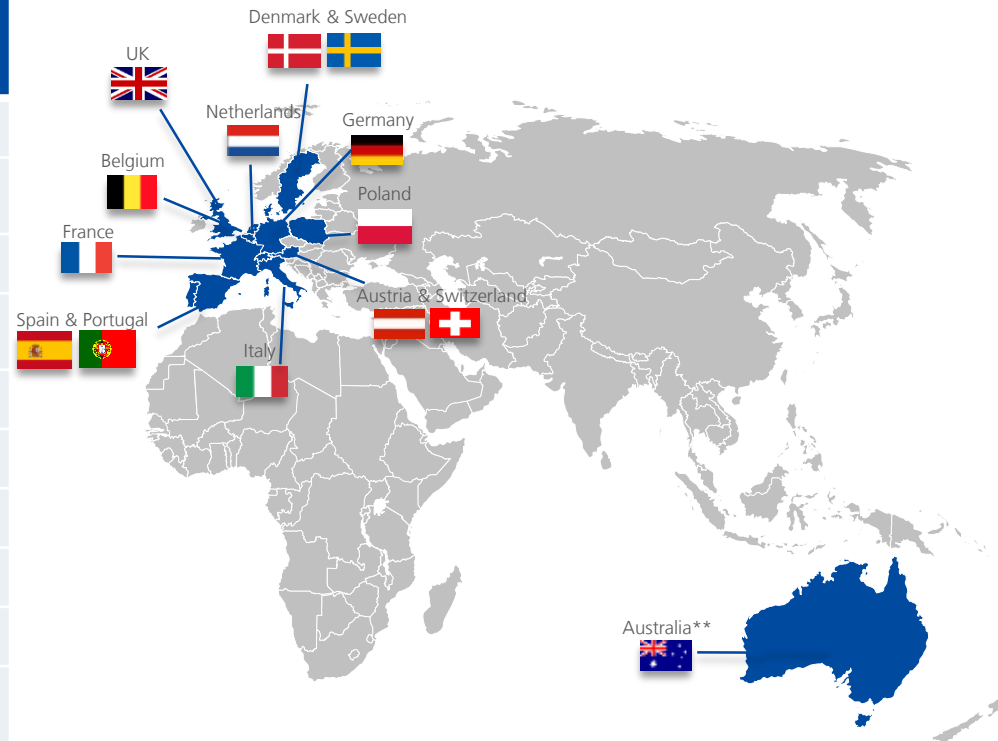 Denmark & Sweden
UK
Netherlands
Germany
Belgium
Poland
France
Austria & Switzerland
Spain & Portugal
Italy
Australia**